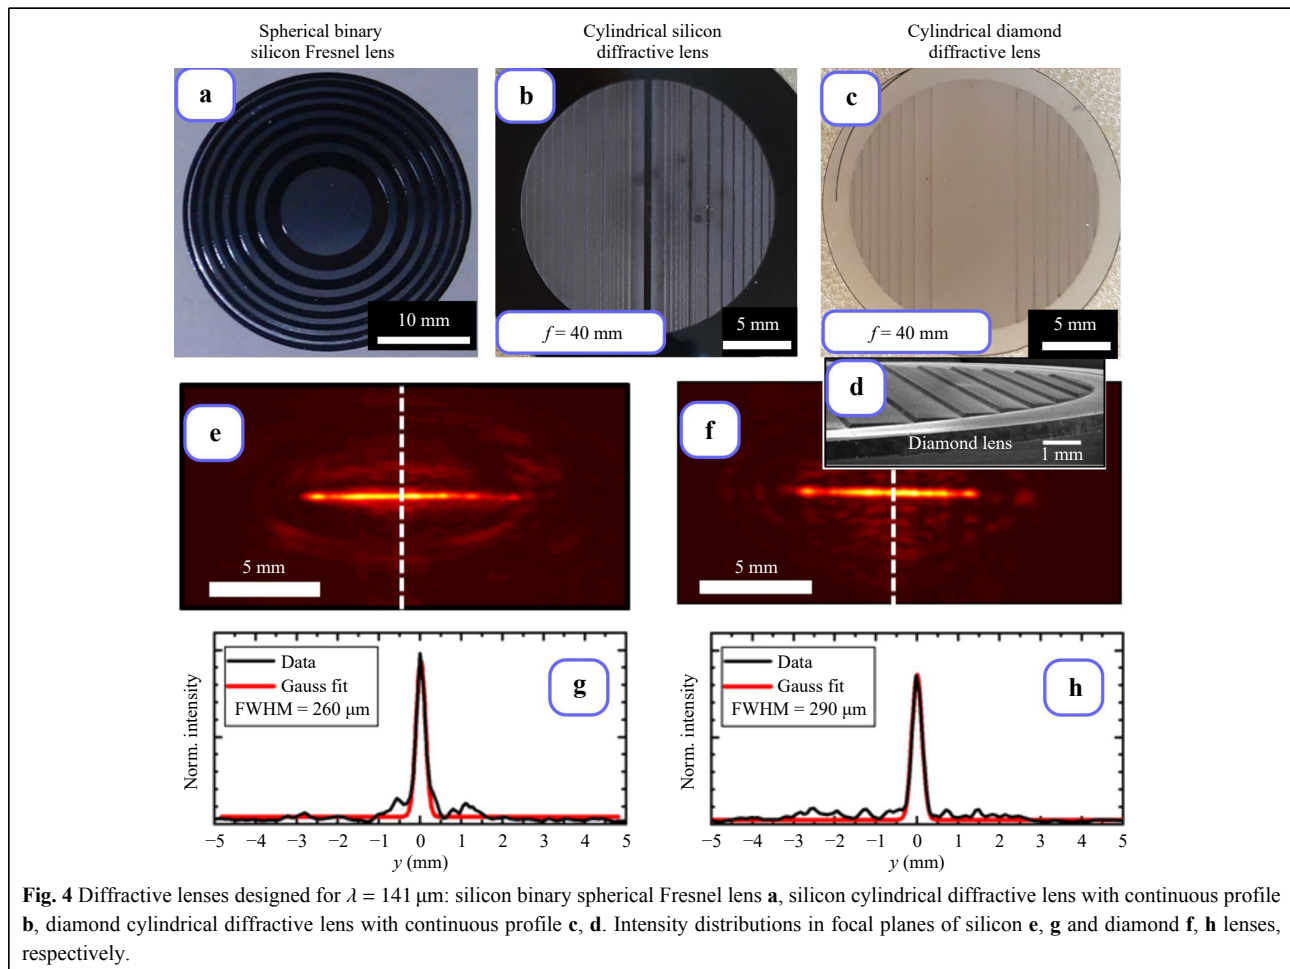 Spherical binary
silicon Fresnel lens
Cylindrical silicon
diffractive lens
Cylindrical diamond
diffractive lens
a
10 mm
b
f = 40 mm
5 mm
c
f = 40 mm
5 mm
d
Diamond lens
1 mm
e
5 mm
f
5 mm
Norm. intensity
Data
Gauss fit
FWHM = 260 μm
g
−5 −4 −3 −2 −1 0 1 2 3 4 5
y (mm)
Norm. intensity
Data
Gauss fit
FWHM = 290 μm
h
−5 −4 −3 −2 −1 0 1 2 3 4 5
y (mm)
Fig. 4 Diffractive lenses designed for λ = 141 μm: silicon binary spherical Fresnel lens a, silicon cylindrical diffractive lens with continuous profile
b, diamond cylindrical diffractive lens with continuous profile c, d. Intensity distributions in focal planes of silicon e, g and diamond f, h lenses,
respectively.